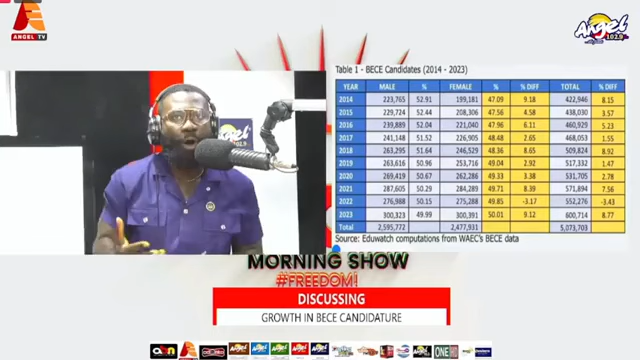 ANGEL TV
Angel
102.9
Table 1 - BECE Candidates (2014 - 2023)
YEAR MALE % FEMALE % % DIFF TOTAL % DIFF
2014 223,765 52.91 199,181 47.09 9.18 422,946 8.15
2015 229,724 52.44 208,306 47.56 4.58 438,030 3.57
2016 239,889 52.04 221,040 47.96 6.11 460,929 5.23
2017 241,148 51.52 226,905 48.48 2.65 468,053 1.55
2018 263,295 51.64 246,529 48.36 8.65 508,824 8.92
2019 263,616 50.96 253,716 49.04 2.92 517,332 1.47
2020 269,419 50.67 262,286 49.33 3.38 531,705 2.78
2021 287,605 50.29 284,289 49.71 8.39 571,894 7.56
2022 276,988 50.15 275,288 49.85 -3.17 552,276 -3.43
2023 300,323 49.99 300,391 50.01 9.12 600,714 8.77
Total 2,595,772 2,477,931 5,073,703
Source: Eduwatch computations from WAEC's BECE data
Angel
MORNING SHOW
#FREEDOM!
DISCUSSING
GROWTH IN BECE CANDIDATURE
ONE